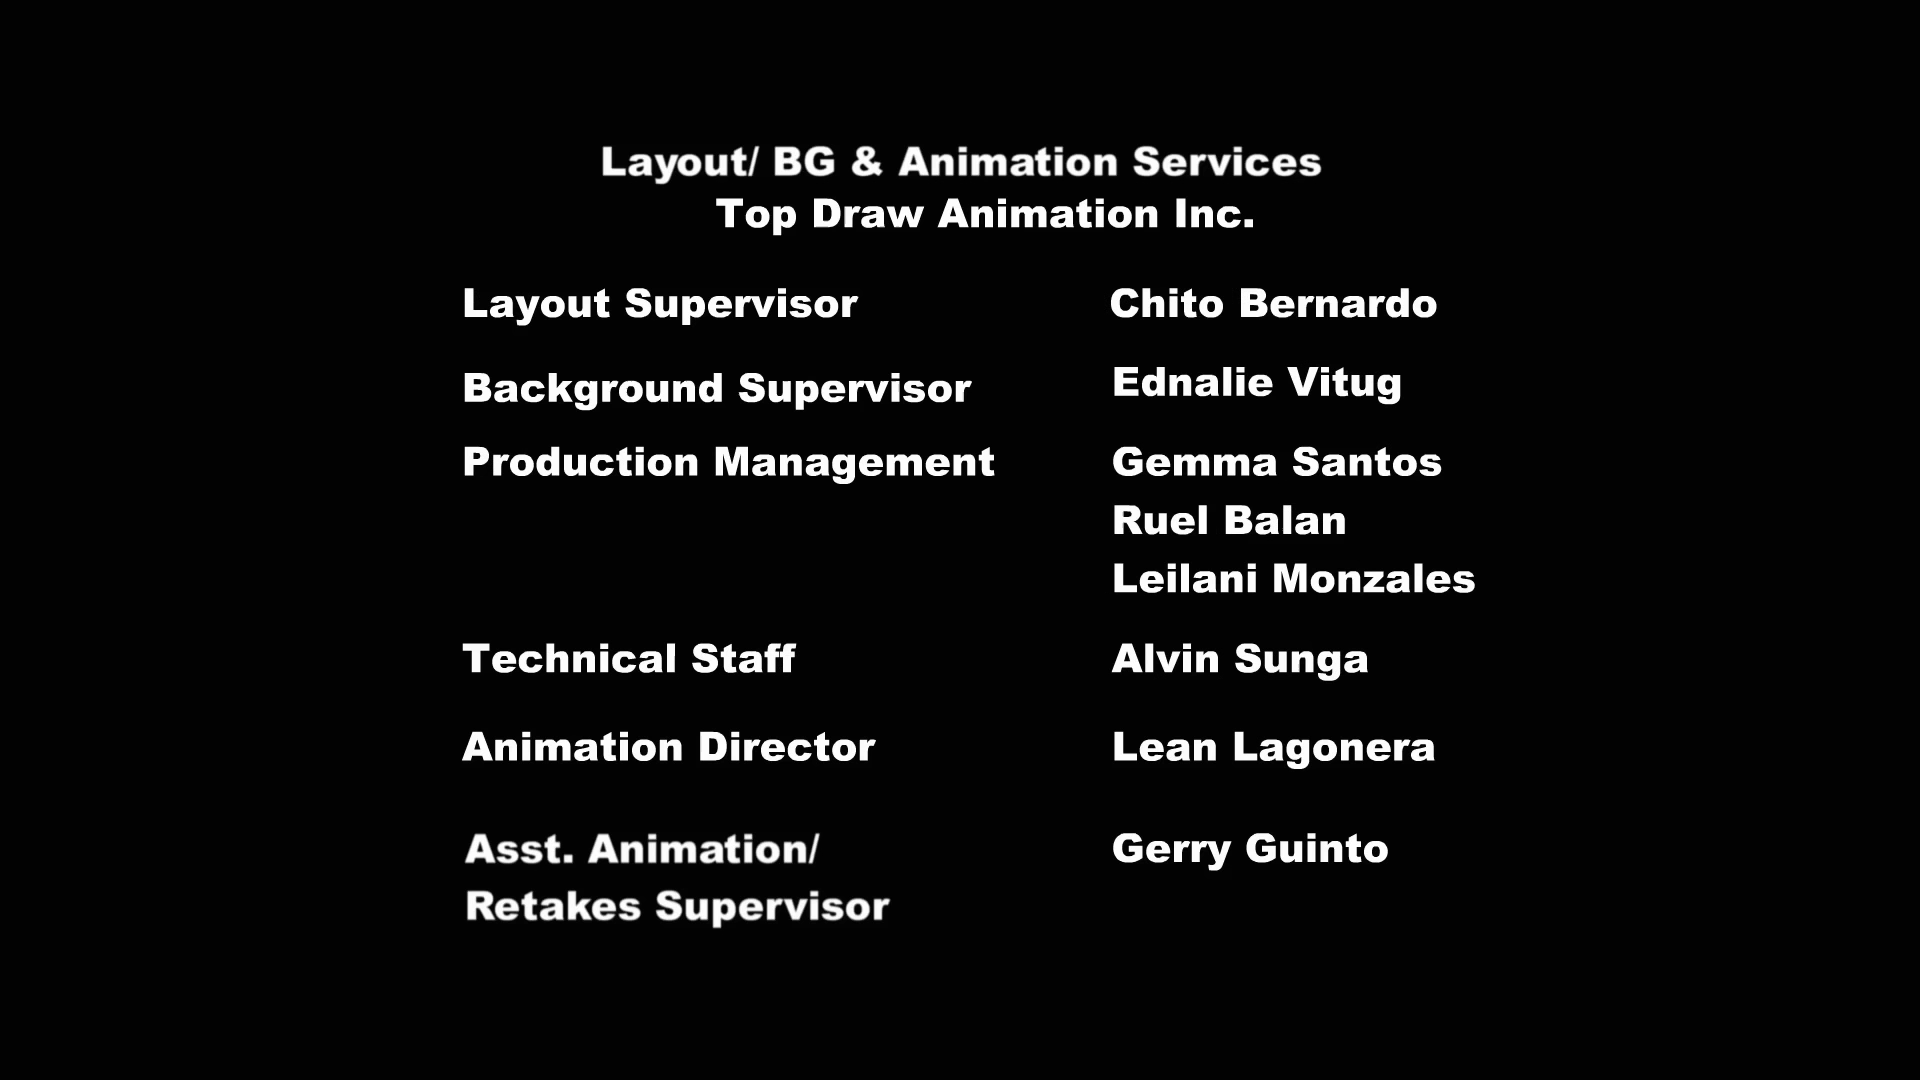 Layout/ BG & Animation Services
Top Draw Animation Inc.
Layout Supervisor Chito Bernardo
Background Supervisor Ednalie Vitug
Production Management Gemma Santos
Ruel Balan
Leilani Monzales
Technical Staff Alvin Sunga
Animation Director Lean Lagonera
Asst. Animation/ Gerry Guinto
Retakes Supervisor